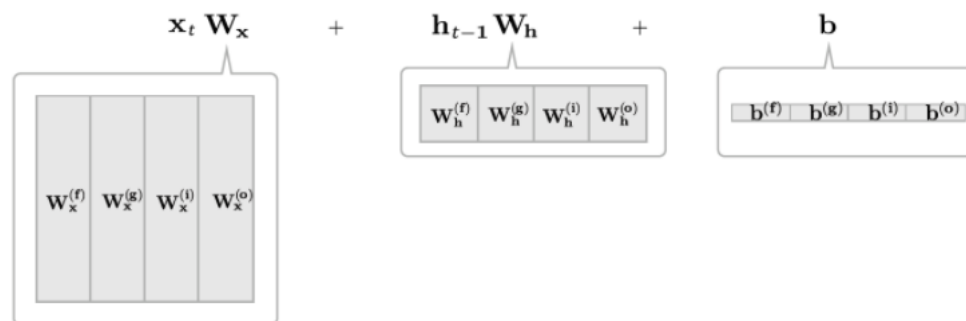 x_t W_x + h_{t−1} W_h + b
W_x^{(f)} W_x^{(g)} W_x^{(i)} W_x^{(o)}
W_h^{(f)} W_h^{(g)} W_h^{(i)} W_h^{(o)}
b^{(f)} b^{(g)} b^{(i)} b^{(o)}